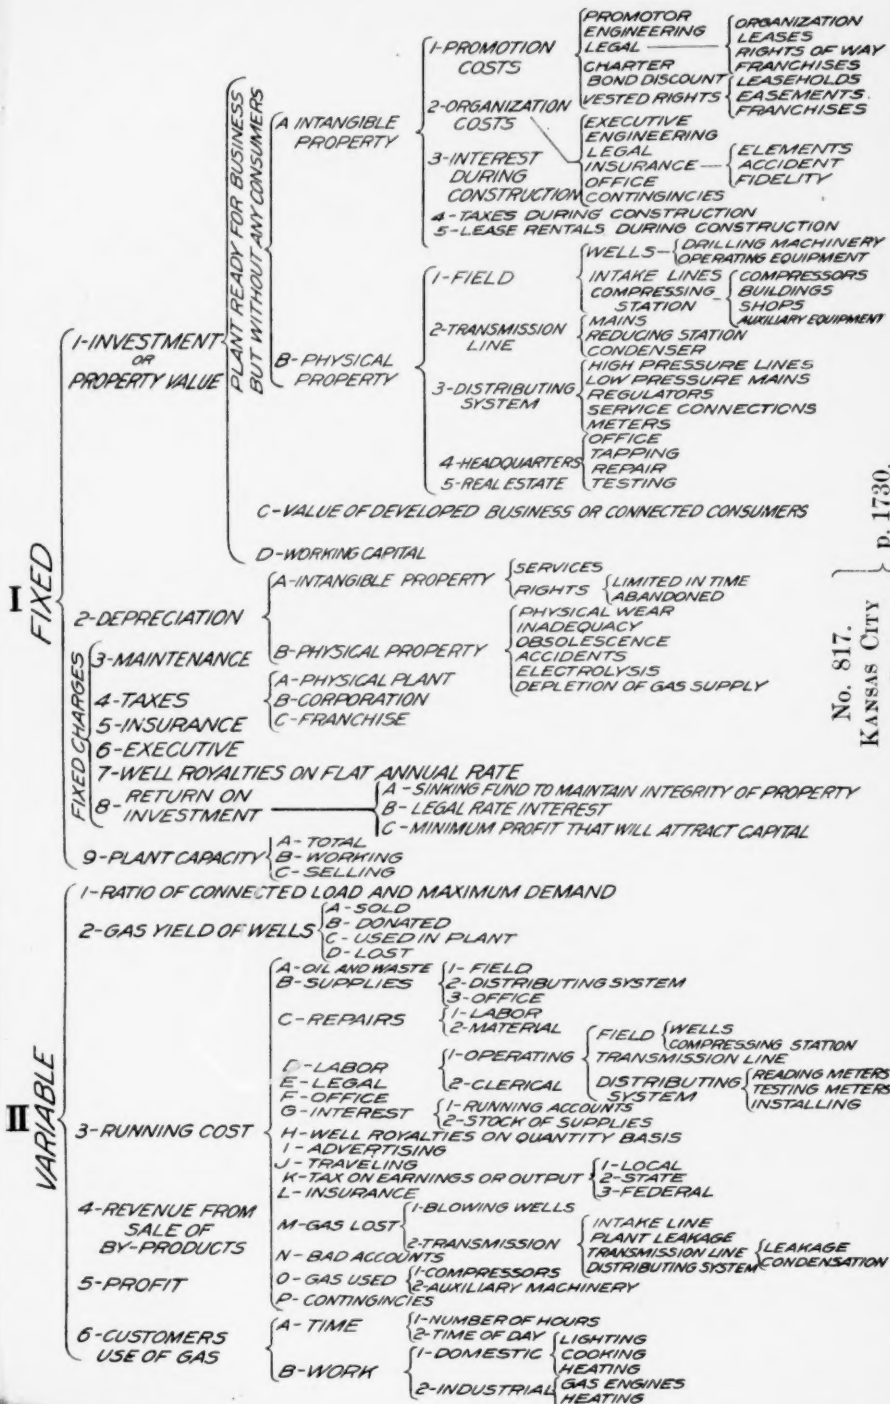 I FIXED
1-INVESTMENT
OR
PROPERTY VALUE
PLANT READY FOR BUSINESS
BUT WITHOUT ANY CONSUMERS
A INTANGIBLE
PROPERTY
1-PROMOTION
COSTS
PROMOTOR
ENGINEERING
LEGAL
CHARTER
BOND DISCOUNT
VESTED RIGHTS
ORGANIZATION
LEASES
RIGHTS OF WAY
FRANCHISES
LEASEHOLDS
EASEMENTS
FRANCHISES
2-ORGANIZATION
COSTS
EXECUTIVE
ENGINEERING
LEGAL
INSURANCE
OFFICE
CONTINGICIES
ELEMENTS
ACCIDENT
FIDELITY
3-INTEREST
DURING
CONSTRUCTION
4-TAXES DURING CONSTRUCTION
5-LEASE RENTALS DURING CONSTRUCTION
B-PHYSICAL
PROPERTY
1-FIELD
WELLS
DRILLING MACHINERY
OPERATING EQUIPMENT
INTAKE LINES
COMPRESSING
STATION
COMPRESSORS
BUILDINGS
SHOPS
AUXILIARY EQUIPMENT
2-TRANSMISSION
LINE
MAINS
REDUCING STATION
CONDENSER
3-DISTRIBUTING
SYSTEM
HIGH PRESSURE LINES
LOW PRESSURE MAINS
REGULATORS
SERVICE CONNECTIONS
METERS
4-HEADQUARTERS
OFFICE
TAPPING
REPAIR
TESTING
5-REAL ESTATE
C-VALUE OF DEVELOPED BUSINESS OR CONNECTED CONSUMERS
D-WORKING CAPITAL
2-DEPRECIATION
A-INTANGIBLE PROPERTY
SERVICES
RIGHTS
LIMITED IN TIME
ABANDONED
B-PHYSICAL PROPERTY
PHYSICAL WEAR
INADEQUACY
OBSOLESCENCE
ACCIDENTS
ELECTROLYSIS
DEPLETION OF GAS SUPPLY
FIXED CHARGES
3-MAINTENANCE
4-TAXES
A-PHYSICAL PLANT
B-CORPORATION
C-FRANCHISE
5-INSURANCE
6-EXECUTIVE
7-WELL ROYALTIES ON FLAT ANNUAL RATE
8-RETURN ON
INVESTMENT
A-SINKING FUND TO MAINTAIN INTEGRITY OF PROPERTY
B-LEGAL RATE INTEREST
C-MINIMUM PROFIT THAT WILL ATTRACT CAPITAL
9-PLANT CAPACITY
A-TOTAL
B-WORKING
C-SELLING
II VARIABLE
1-RATIO OF CONNECTED LOAD AND MAXIMUM DEMAND
2-GAS YIELD OF WELLS
A-SOLD
B-DONATED
C-USED IN PLANT
D-LOST
3-RUNNING COST
A-OIL AND WASTE
B-SUPPLIES
1-FIELD
2-DISTRIBUTING SYSTEM
3-OFFICE
C-REPAIRS
1-LABOR
2-MATERIAL
D-LABOR
1-OPERATING
2-CLERICAL
FIELD
WELLS
COMPRESSING STATION
TRANSMISSION LINE
DISTRIBUTING
SYSTEM
READING METERS
TESTING METERS
INSTALLING
E-LEGAL
F-OFFICE
G-INTEREST
1-RUNNING ACCOUNTS
2-STOCK OF SUPPLIES
H-WELL ROYALTIES ON QUANTITY BASIS
I-ADVERTISING
J-TRAVELING
K-TAX ON EARNINGS OR OUTPUT
1-LOCAL
2-STATE
3-FEDERAL
L-INSURANCE
M-GAS LOST
1-BLOWING WELLS
2-TRANSMISSION
INTAKE LINE
PLANT LEAKAGE
TRANSMISSION LINE
DISTRIBUTING SYSTEM
LEAKAGE
CONDENSATION
N-BAD ACCOUNTS
O-GAS USED
1-COMPRESSORS
2-AUXILIARY MACHINERY
P-CONTINGICIES
4-REVENUE FROM
SALE OF
BY-PRODUCTS
5-PROFIT
6-CUSTOMERS
USE OF GAS
A-TIME
1-NUMBER OF HOURS
2-TIME OF DAY
B-WORK
1-DOMESTIC
LIGHTING
COOKING
HEATING
2-INDUSTRIAL
GAS ENGINES
HEATING
No. 817.
KANSAS CITY
p. 1730.